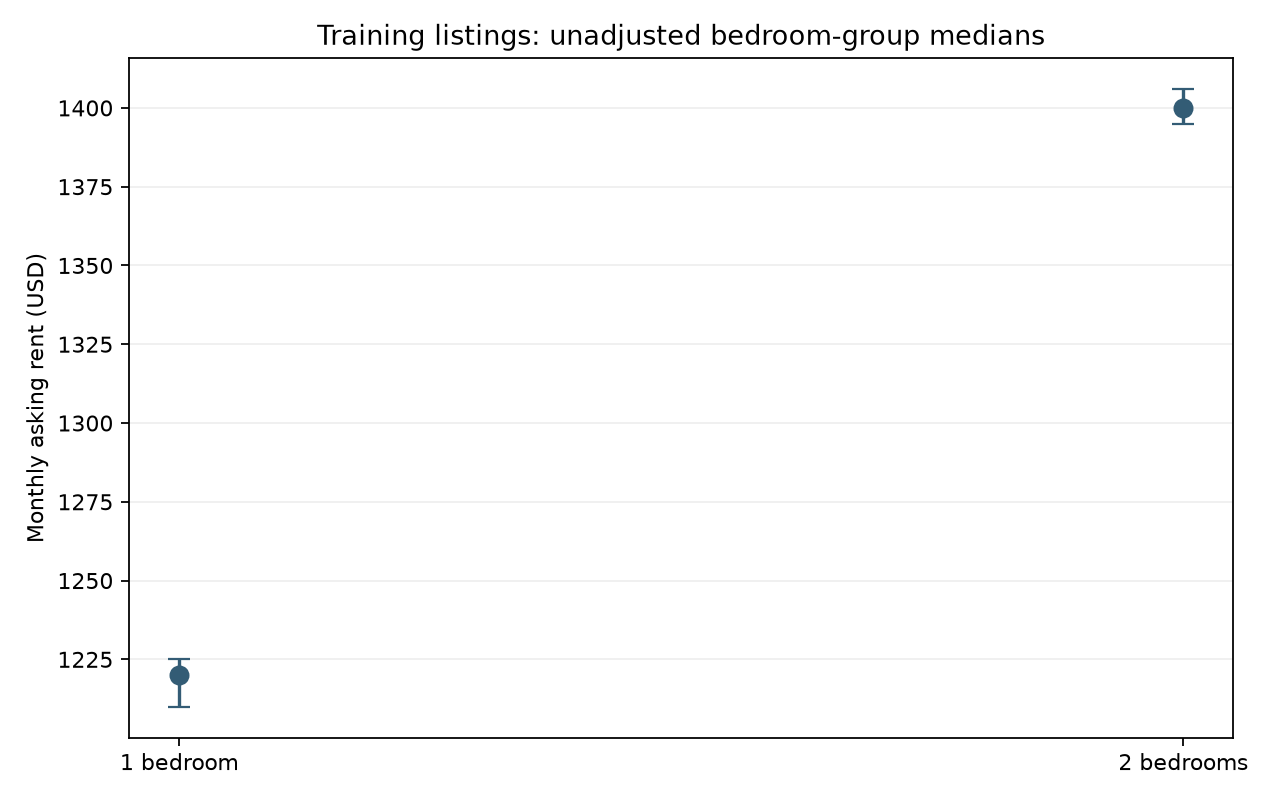 Training listings: unadjusted bedroom-group medians
Monthly asking rent (USD)
1400
1375
1350
1325
1300
1275
1250
1225
1 bedroom
2 bedrooms